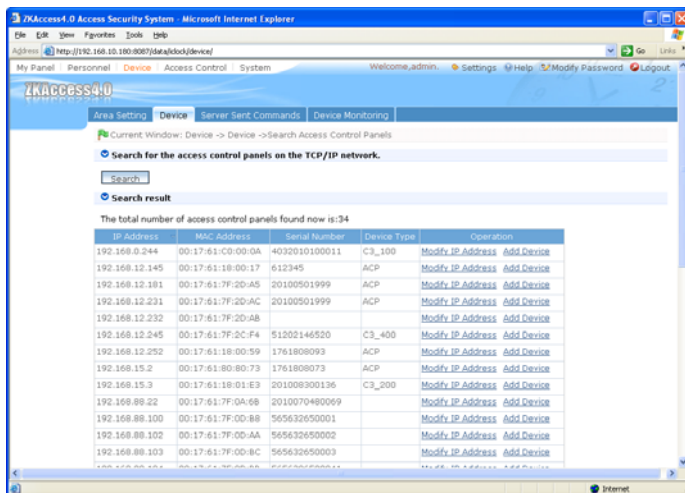 ZKAccess4.0 Access Security System - Microsoft Internet Explorer
File Edit View Favorites Tools Help
Address http://192.168.10.180:8087/data/iclock/device/ Go Links
My Panel | Personnel | Device | Access Control | System Welcome,admin. Settings Help Modify Password Logout
ZKAccess4.0
Area Setting Device Server Sent Commands Device Monitoring
Current Window: Device -> Device ->Search Access Control Panels
Search for the access control panels on the TCP/IP network.
Search
Search result
The total number of access control panels found now is:34
IP Address MAC Address Serial Number Device Type Operation
192.168.0.244 00:17:61:C0:00:0A 4032010100011 C3_100 Modify IP Address Add Device
192.168.12.145 00:17:61:18:00:17 612345 ACP Modify IP Address Add Device
192.168.12.181 00:17:61:7F:2D:A5 20100501999 ACP Modify IP Address Add Device
192.168.12.231 00:17:61:7F:2D:AC 20100501999 ACP Modify IP Address Add Device
192.168.12.232 00:17:61:7F:2D:AB Modify IP Address Add Device
192.168.12.245 00:17:61:7F:2C:F4 51202146520 C3_400 Modify IP Address Add Device
192.168.12.252 00:17:61:18:00:59 1761808093 ACP Modify IP Address Add Device
192.168.15.2 00:17:61:80:80:73 1761808073 ACP Modify IP Address Add Device
192.168.15.3 00:17:61:18:01:E3 201008300136 C3_200 Modify IP Address Add Device
192.168.88.22 00:17:61:7F:0A:6B 2010070480069 Modify IP Address Add Device
192.168.88.100 00:17:61:7F:0D:B8 565632650001 Modify IP Address Add Device
192.168.88.102 00:17:61:7F:0D:AA 565632650002 Modify IP Address Add Device
192.168.88.103 00:17:61:7F:0D:BC 565632650003 Modify IP Address Add Device
Internet